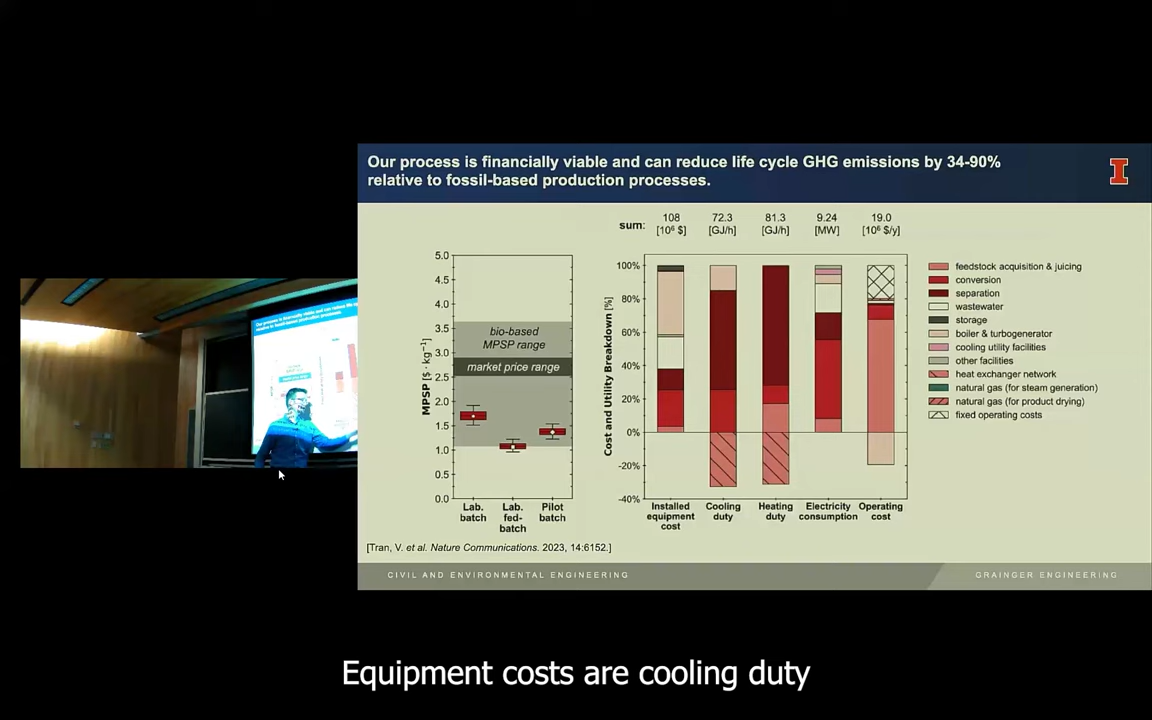 Our process is financially viable and can reduce life cycle GHG emissions by 34-90%
relative to fossil-based production processes.
I
sum:
108
[10⁶ $]
72.3
[GJ/h]
81.3
[GJ/h]
9.24
[MW]
19.0
[10⁶ $/y]
MPSP [$ · kg⁻¹]
5.0
4.5
4.0
3.5
3.0
2.5
2.0
1.5
1.0
0.5
0.0
bio-based
MPSP range
market price range
Lab.
batch
Lab.
fed-
batch
Pilot
batch
Cost and Utility Breakdown [%]
100%
80%
60%
40%
20%
0%
-20%
-40%
Installed
equipment
cost
Cooling
duty
Heating
duty
Electricity
consumption
Operating
cost
feedstock acquisition & juicing
conversion
separation
wastewater
storage
boiler & turbogenerator
cooling utility facilities
other facilities
heat exchanger network
natural gas (for steam generation)
natural gas (for product drying)
fixed operating costs
[Tran, V. et al. Nature Communications. 2023, 14:6152.]
CIVIL AND ENVIRONMENTAL ENGINEERING
GRAINGER ENGINEERING
Equipment costs are cooling duty